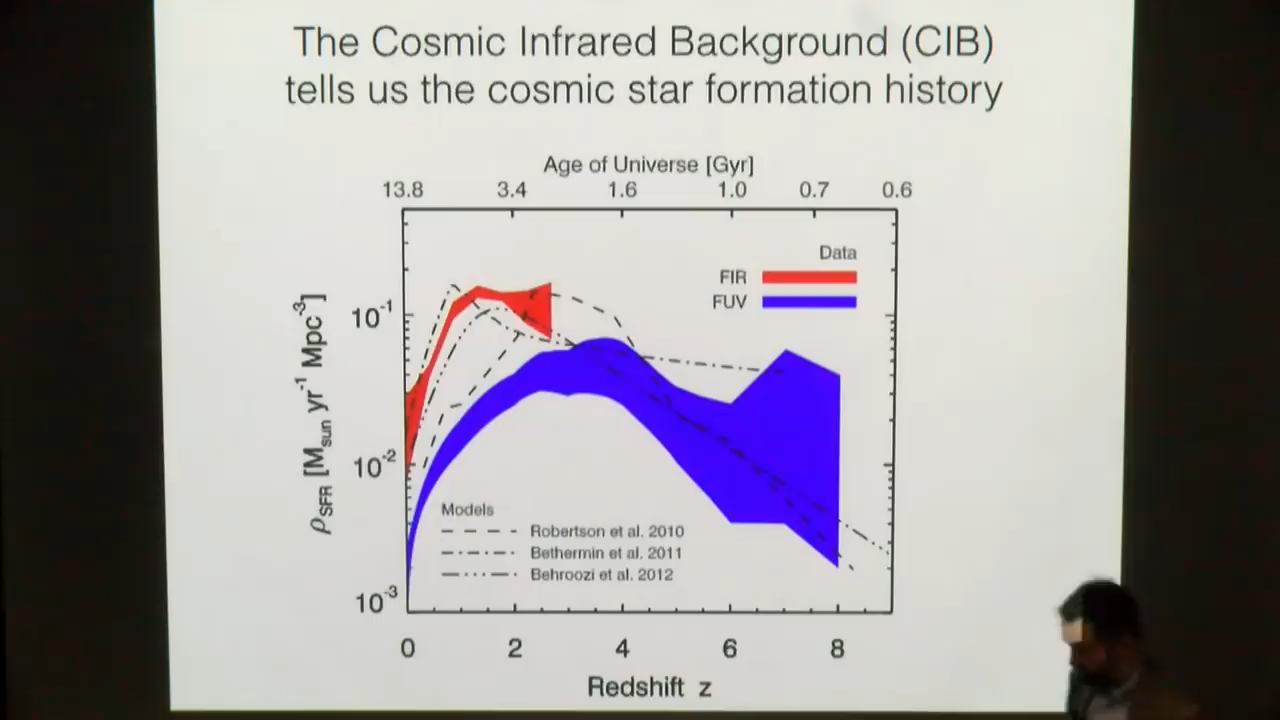 The Cosmic Infrared Background (CIB)
tells us the cosmic star formation history
Age of Universe [Gyr]
13.8 3.4 1.6 1.0 0.7 0.6
Data
FIR
FUV
10⁻¹
10⁻²
10⁻³
ρSFR [Msun yr⁻¹ Mpc⁻³]
Models
Robertson et al. 2010
Bethermin et al. 2011
Behroozi et al. 2012
0 2 4 6 8
Redshift z